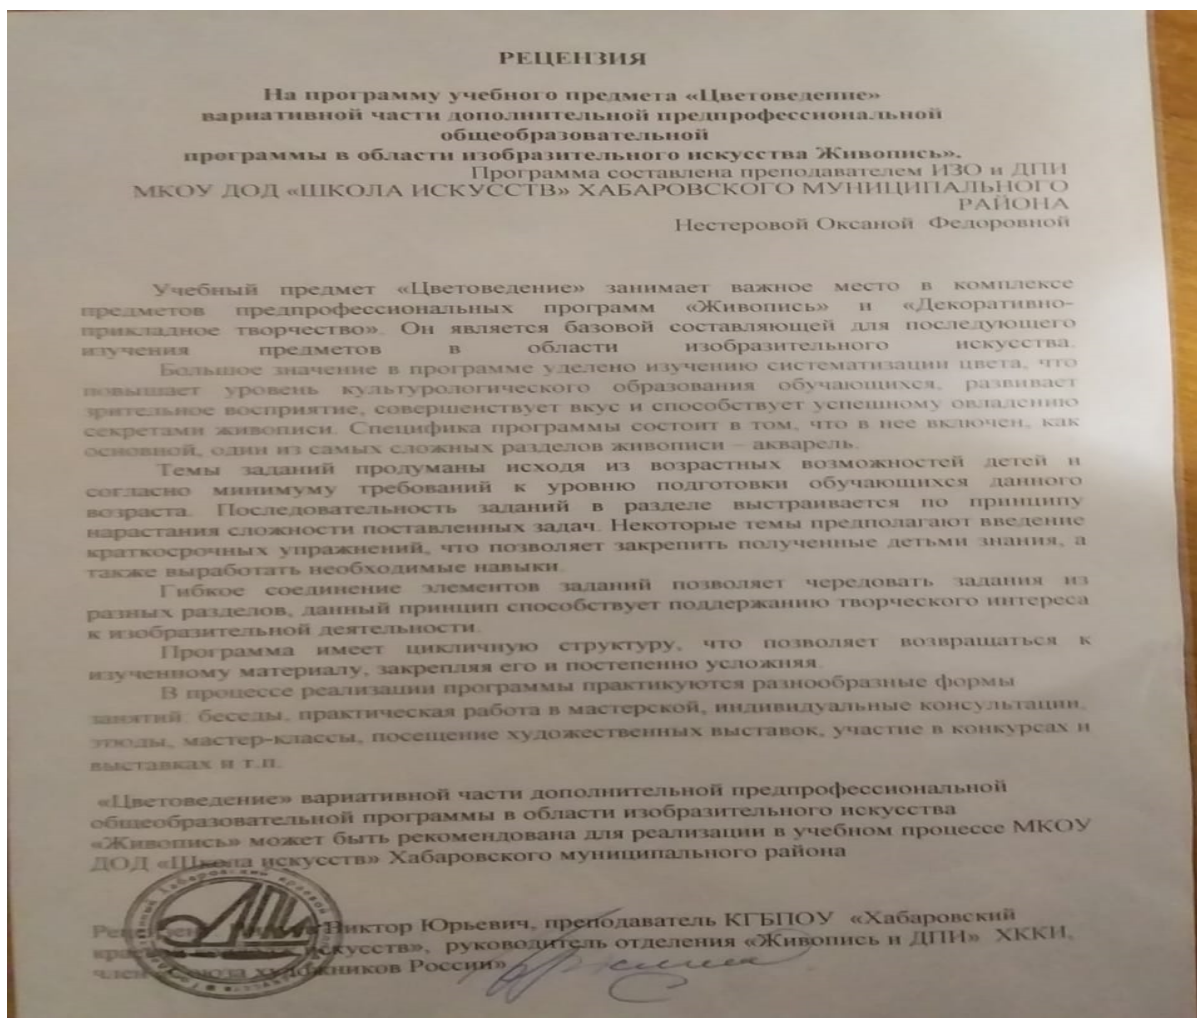 РЕЦЕНЗИЯ
На программу учебного предмета «Цветоведение»
вариативной части дополнительной предпрофессиональной
общеобразовательной
программы в области изобразительного искусства Живопись».
Программа составлена преподавателем ИЗО и ДПИ
МКОУ ДОД «ШКОЛА ИСКУССТВ» ХАБАРОВСКОГО МУНИЦИПАЛЬНОГО
РАЙОНА
Нестеровой Оксаной Федоровной
Учебный предмет «Цветоведение» занимает важное место в комплексе
предметов предпрофессиональных программ «Живопись» и «Декоративно-
прикладное творчество». Он является базовой составляющей для последующего
изучения предметов в области изобразительного искусства.
Большое значение в программе уделено изучению систематизации цвета, что
повышает уровень культурологического образования обучающихся, развивает
зрительное восприятие, совершенствует вкус и способствует успешному овладению
секретами живописи. Специфика программы состоит в том, что в нее включен, как
основной, один из самых сложных разделов живописи – акварель.
Темы заданий продуманы исходя из возрастных возможностей детей и
согласно минимуму требований к уровню подготовки обучающихся данного
возраста. Последовательность заданий в разделе выстраивается по принципу
нарастания сложности поставленных задач. Некоторые темы предполагают введение
краткосрочных упражнений, что позволяет закрепить полученные детьми знания, а
также выработать необходимые навыки.
Гибкое соединение элементов заданий позволяет чередовать задания из
разных разделов, данный принцип способствует поддержанию творческого интереса
к изобразительной деятельности.
Программа имеет цикличную структуру, что позволяет возвращаться к
изученному материалу, закрепляя его и постепенно усложняя.
В процессе реализации программы практикуются разнообразные формы
занятий: беседы, практическая работа в мастерской, индивидуальные консультации,
этюды, мастер-классы, посещение художественных выставок, участие в конкурсах и
выставках и т.п.
«Цветоведение» вариативной части дополнительной предпрофессиональной
общеобразовательной программы в области изобразительного искусства
«Живопись» может быть рекомендована для реализации в учебном процессе МКОУ
ДОД «Школа искусств» Хабаровского муниципального района
Виктор Юрьевич, преподаватель КГБПОУ «Хабаровский
искусств», руководитель отделения «Живопись и ДПИ» ХККИ,
член Союза художников России»